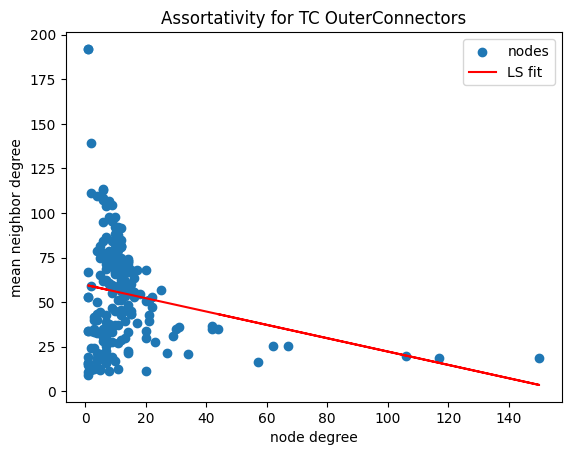 Assortativity for TC OuterConnectors
nodes
LS fit
mean neighbor degree
200
175
150
125
100
75
50
25
0
0 20 40 60 80 100 120 140
node degree